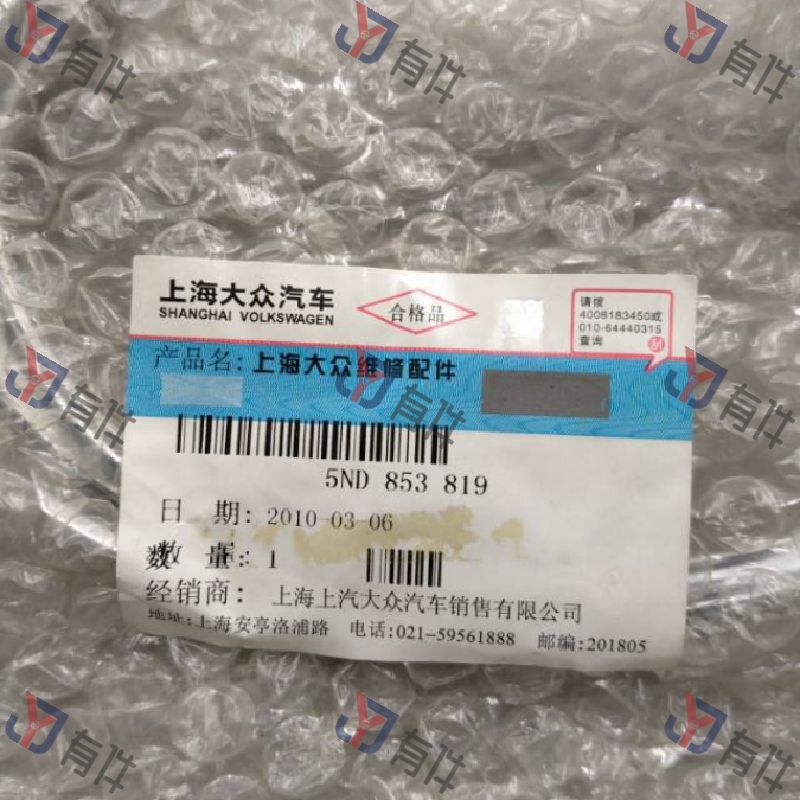 有件
有件
有件
上海大众汽车
SHANGHAI VOLKSWAGEN
合格品
请拨
4008183450或
010-64440315
查询
刮
产品名: 上海大众维修配件
有件
有件
有件
5ND 853 819
日 期: 2010-03-06
数 量: 1
经销商: 上海上汽大众汽车销售有限公司
地址: 上海安亭洛浦路 电话:021-59561888 邮编:201805
有件
有件
有件